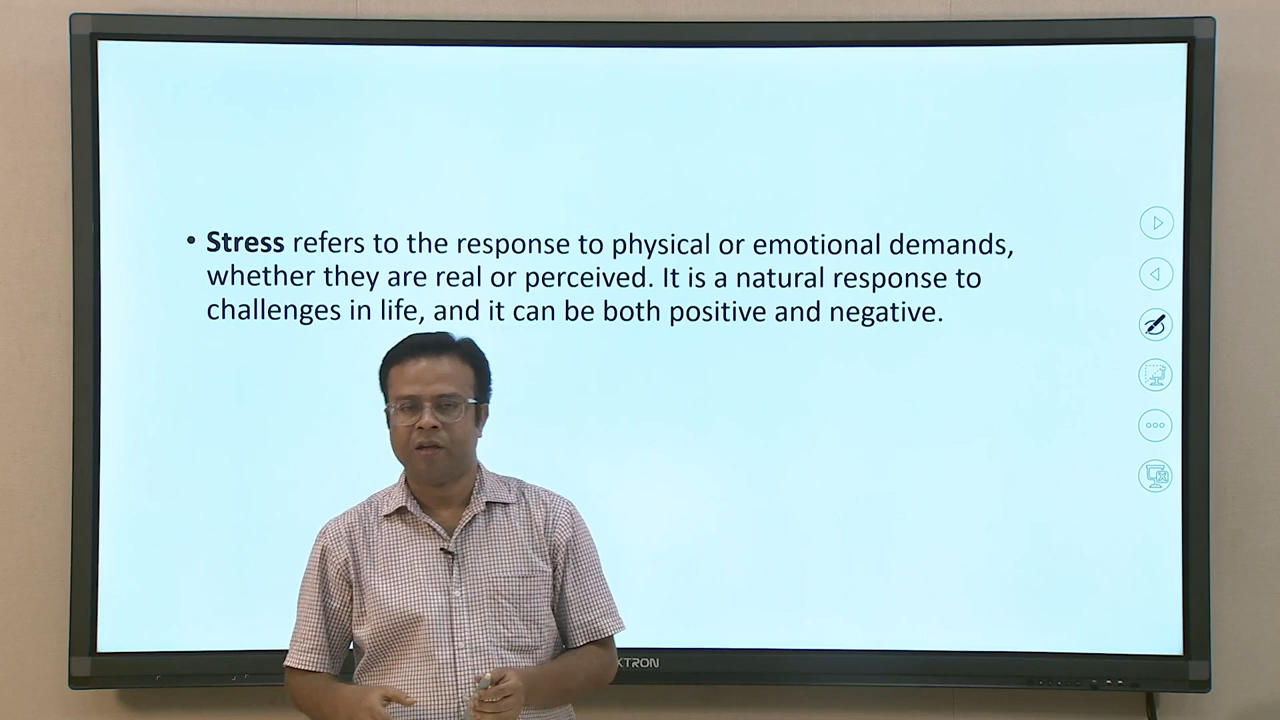 • Stress refers to the response to physical or emotional demands,
whether they are real or perceived. It is a natural response to
challenges in life, and it can be both positive and negative.